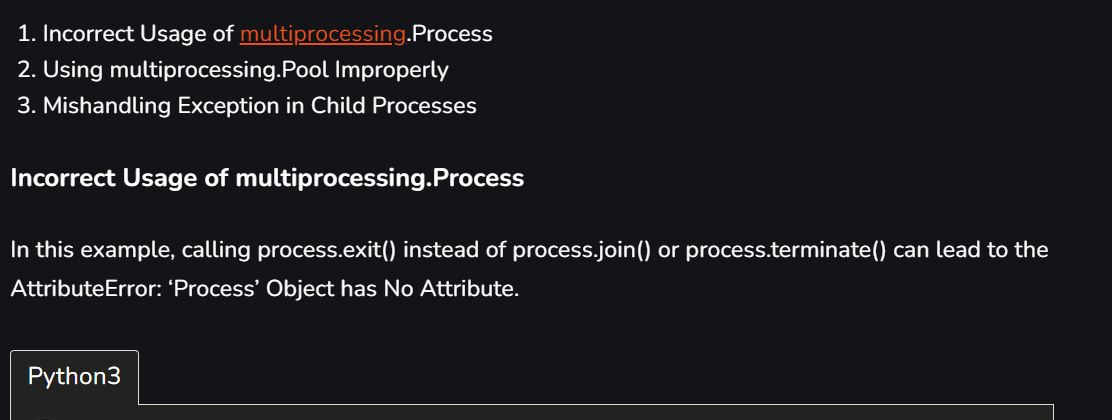 1. Incorrect Usage of multiprocessing.Process
2. Using multiprocessing.Pool Improperly
3. Mishandling Exception in Child Processes
Incorrect Usage of multiprocessing.Process
In this example, calling process.exit() instead of process.join() or process.terminate() can lead to the
AttributeError: ‘Process’ Object has No Attribute.
Python3